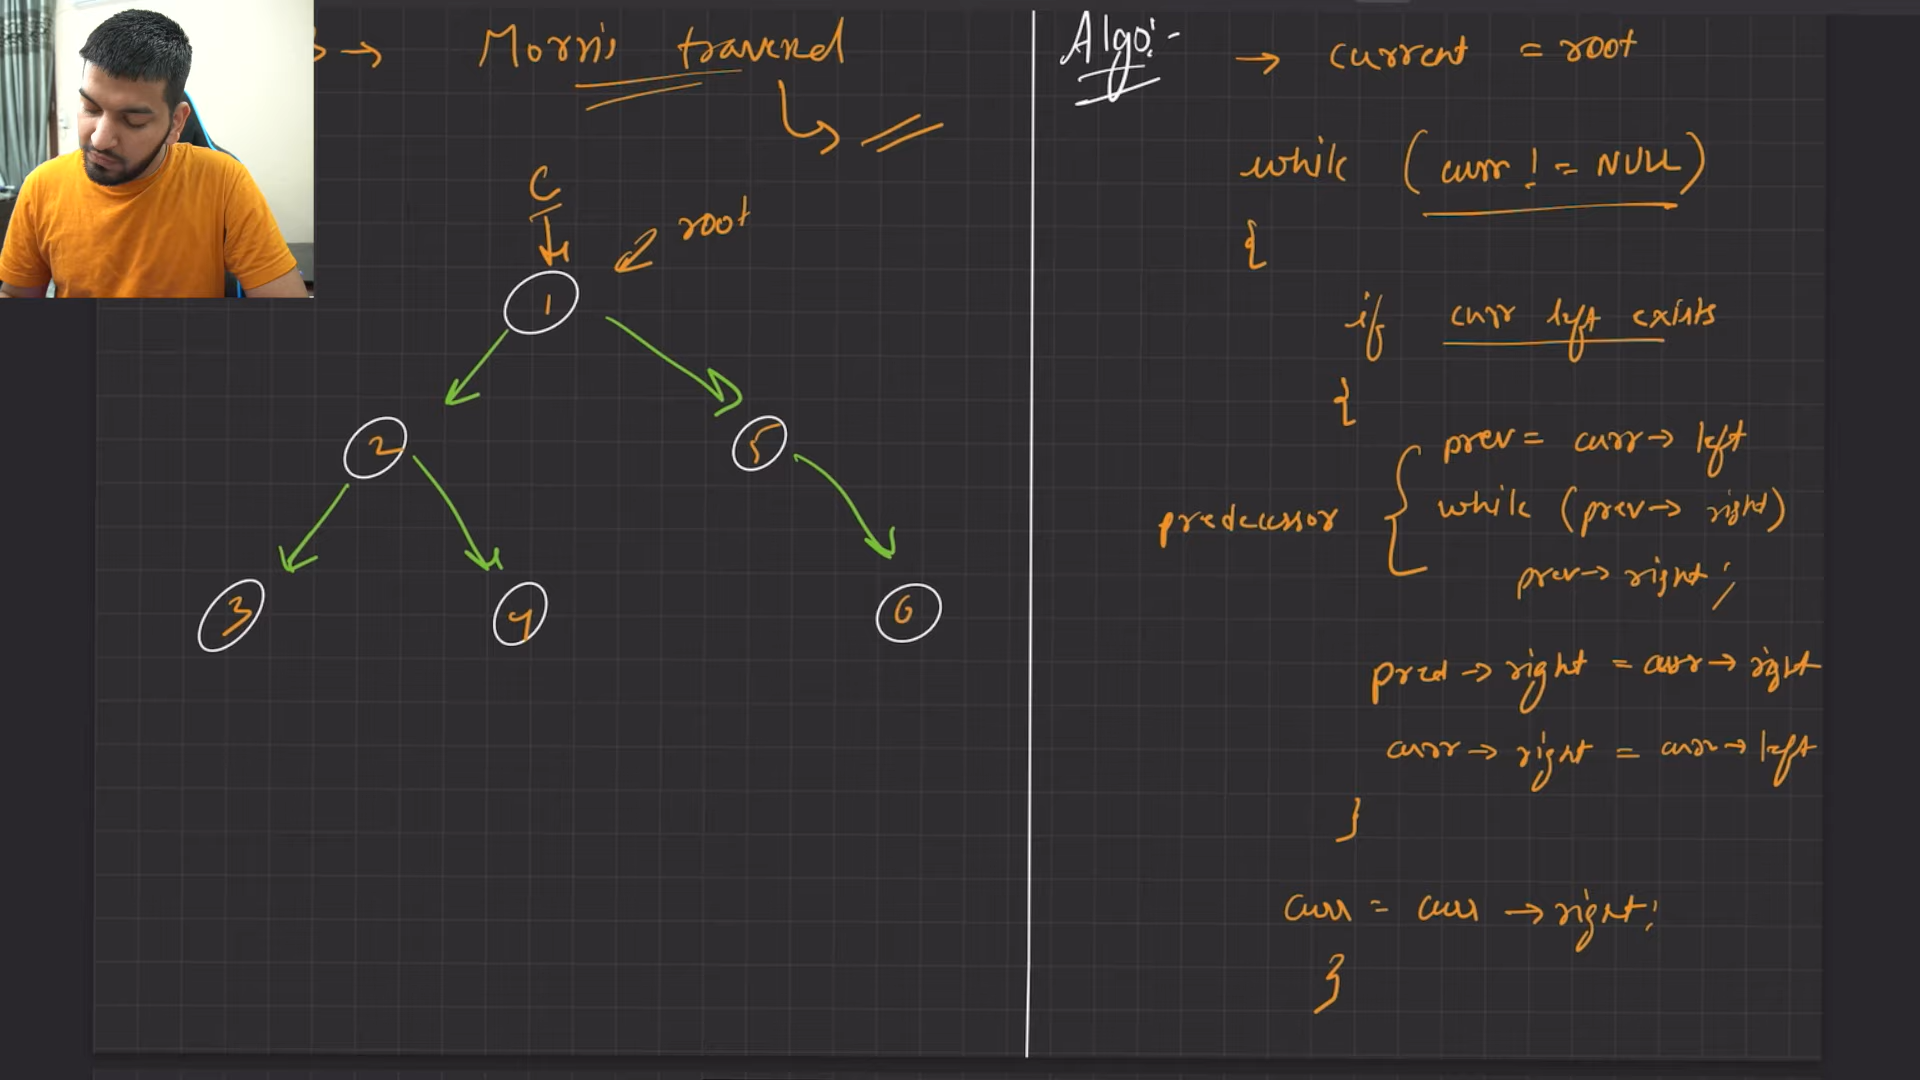 → Morris traversal
C
root
1
2
5
3
4
6
Algo:-
→ current = root
while (curr != NULL)
{
if curr left exists
{
prev = curr → left
while (prev → right)
predecessor
prev → right;
pred → right = curr → right
curr → right = curr → left
}
curr = curr → right;
}